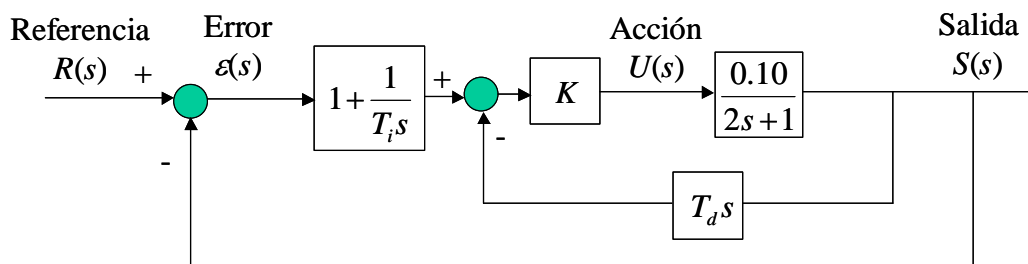 Referencia
R(s)
+
Error
ε(s)
1+ 1/(T_i s)
+
K
Acción
U(s)
0.10/(2s+1)
Salida
S(s)
-
-
T_d s